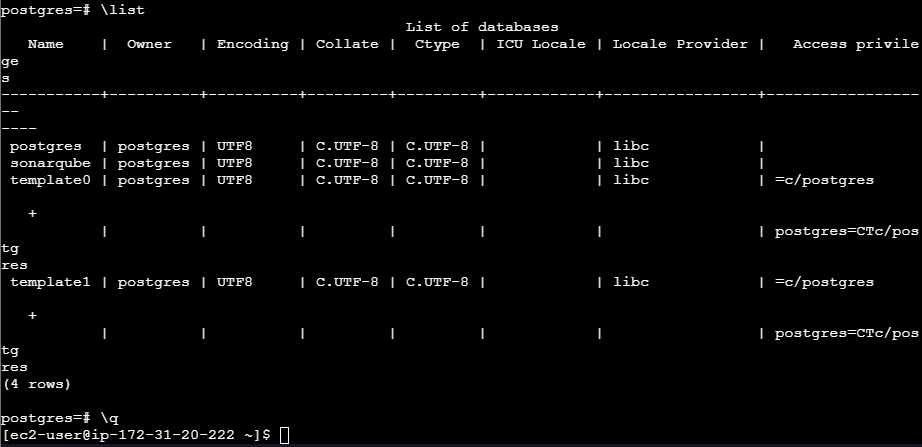 postgres=# \list
List of databases
Name | Owner | Encoding | Collate | Ctype | ICU Locale | Locale Provider | Access privile
ge
s
-----------+----------+----------+---------+---------+------------+-----------------+-----------------
--
----
postgres | postgres | UTF8 | C.UTF-8 | C.UTF-8 | | libc |
sonarqube | postgres | UTF8 | C.UTF-8 | C.UTF-8 | | libc |
template0 | postgres | UTF8 | C.UTF-8 | C.UTF-8 | | libc | =c/postgres
+
| | | | | | | postgres=CTc/pos
tg
res
template1 | postgres | UTF8 | C.UTF-8 | C.UTF-8 | | libc | =c/postgres
+
| | | | | | | postgres=CTc/pos
tg
res
(4 rows)
postgres=# \q
[ec2-user@ip-172-31-20-222 ~]$